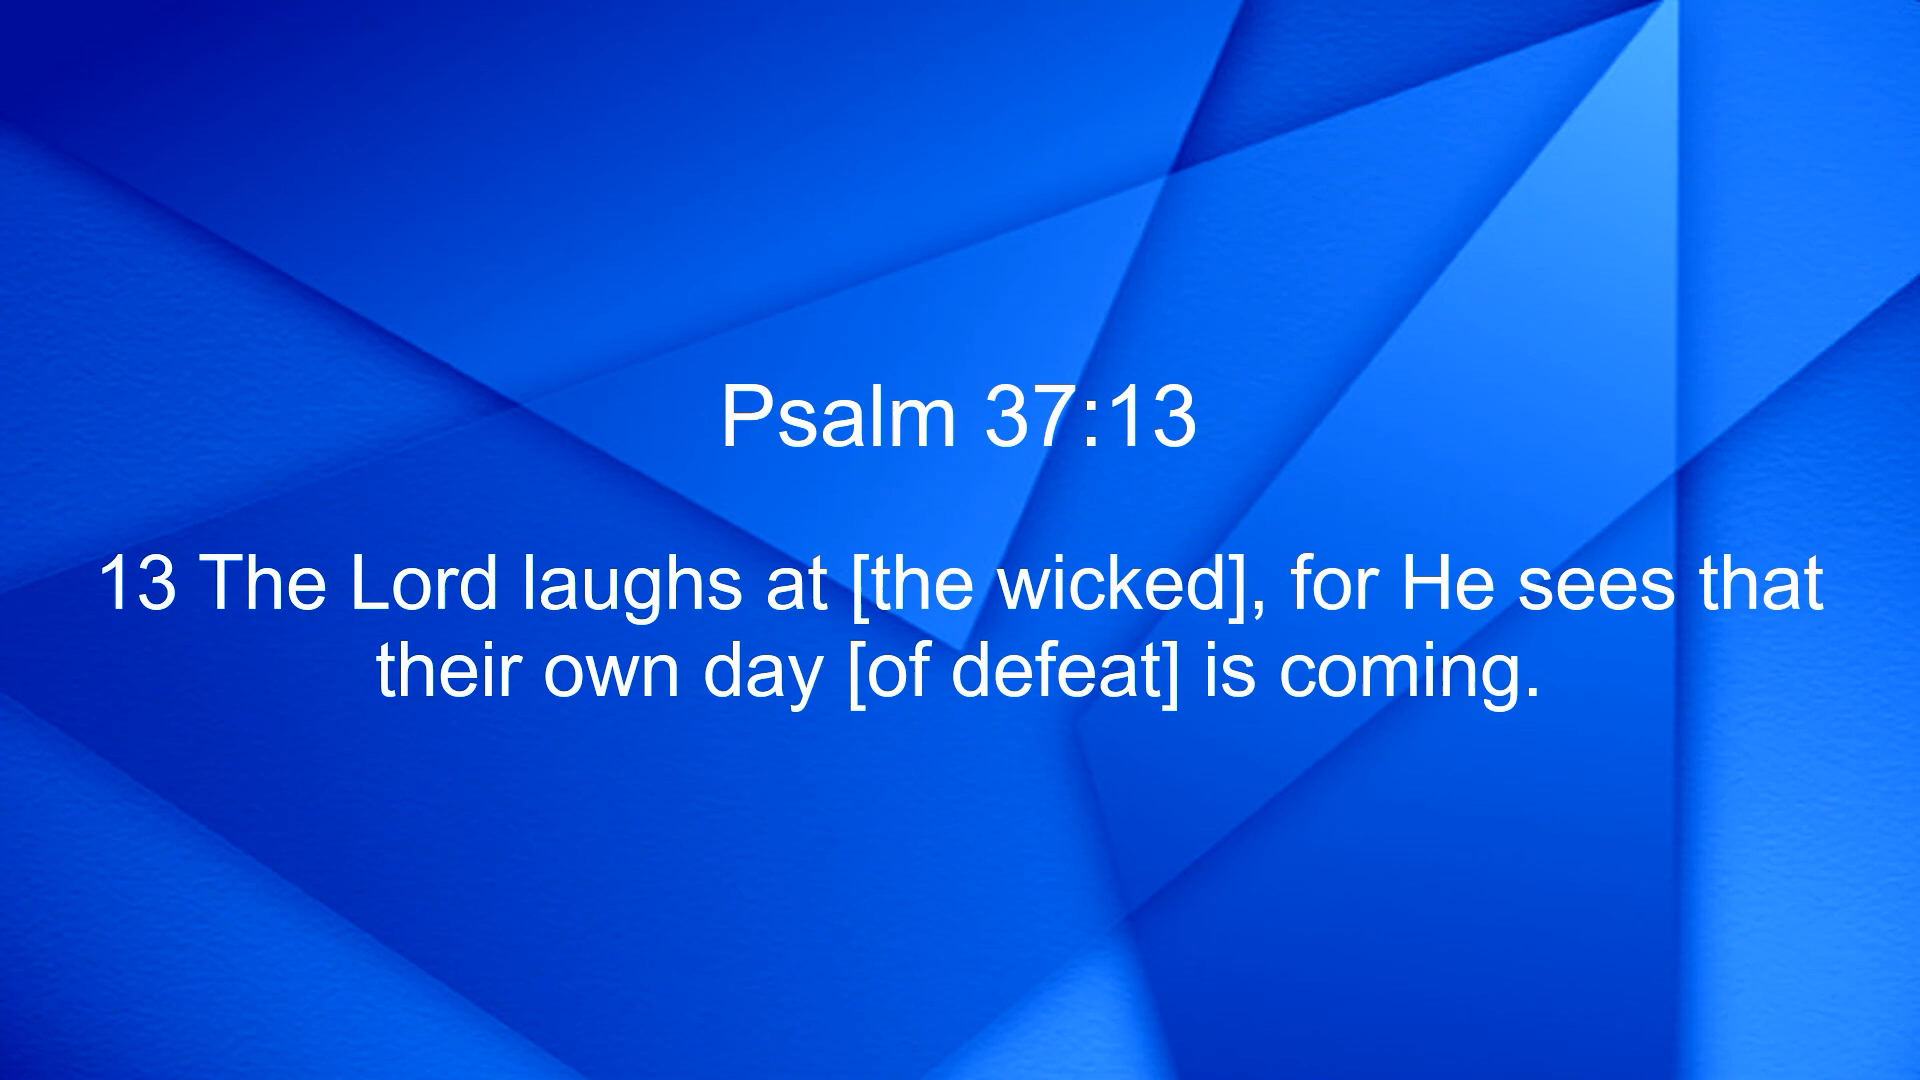 Psalm 37:13
13 The Lord laughs at [the wicked], for He sees that
their own day [of defeat] is coming.